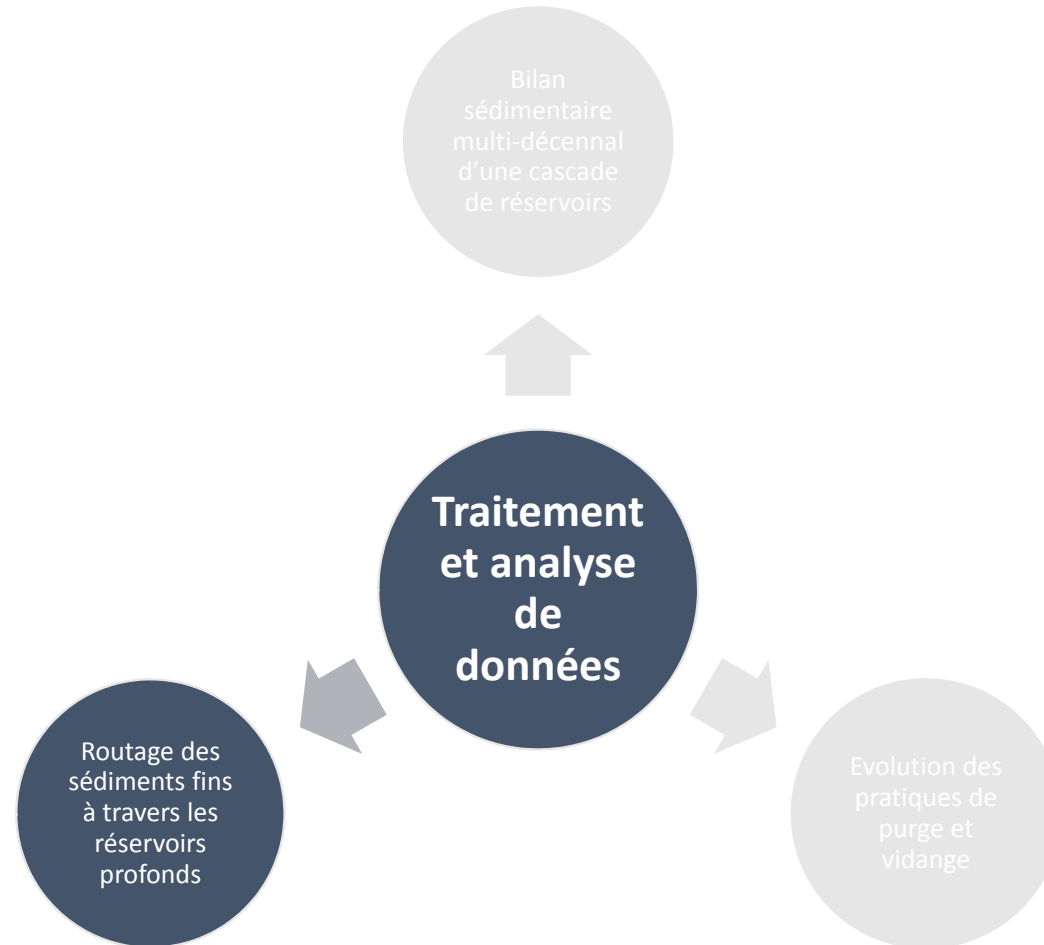 Bilan
sédimentaire
multi-décennal
d’une cascade
de réservoirs
Traitement
et analyse
de
données
Routage des
sédiments fins
à travers les
réservoirs
profonds
Evolution des
pratiques de
purge et
vidange